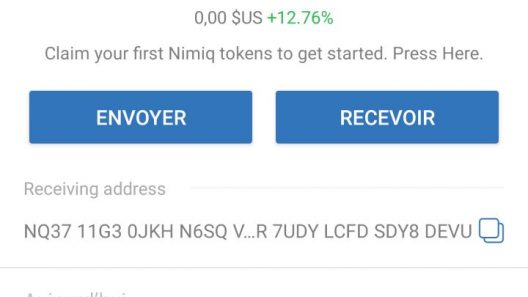 0,00 $US +12.76%
Claim your first Nimiq tokens to get started. Press Here.
ENVOYER
RECEVOIR
Receiving address
NQ37 11G3 0JKH N6SQ V...R 7UDY LCFD SDY8 DEVU